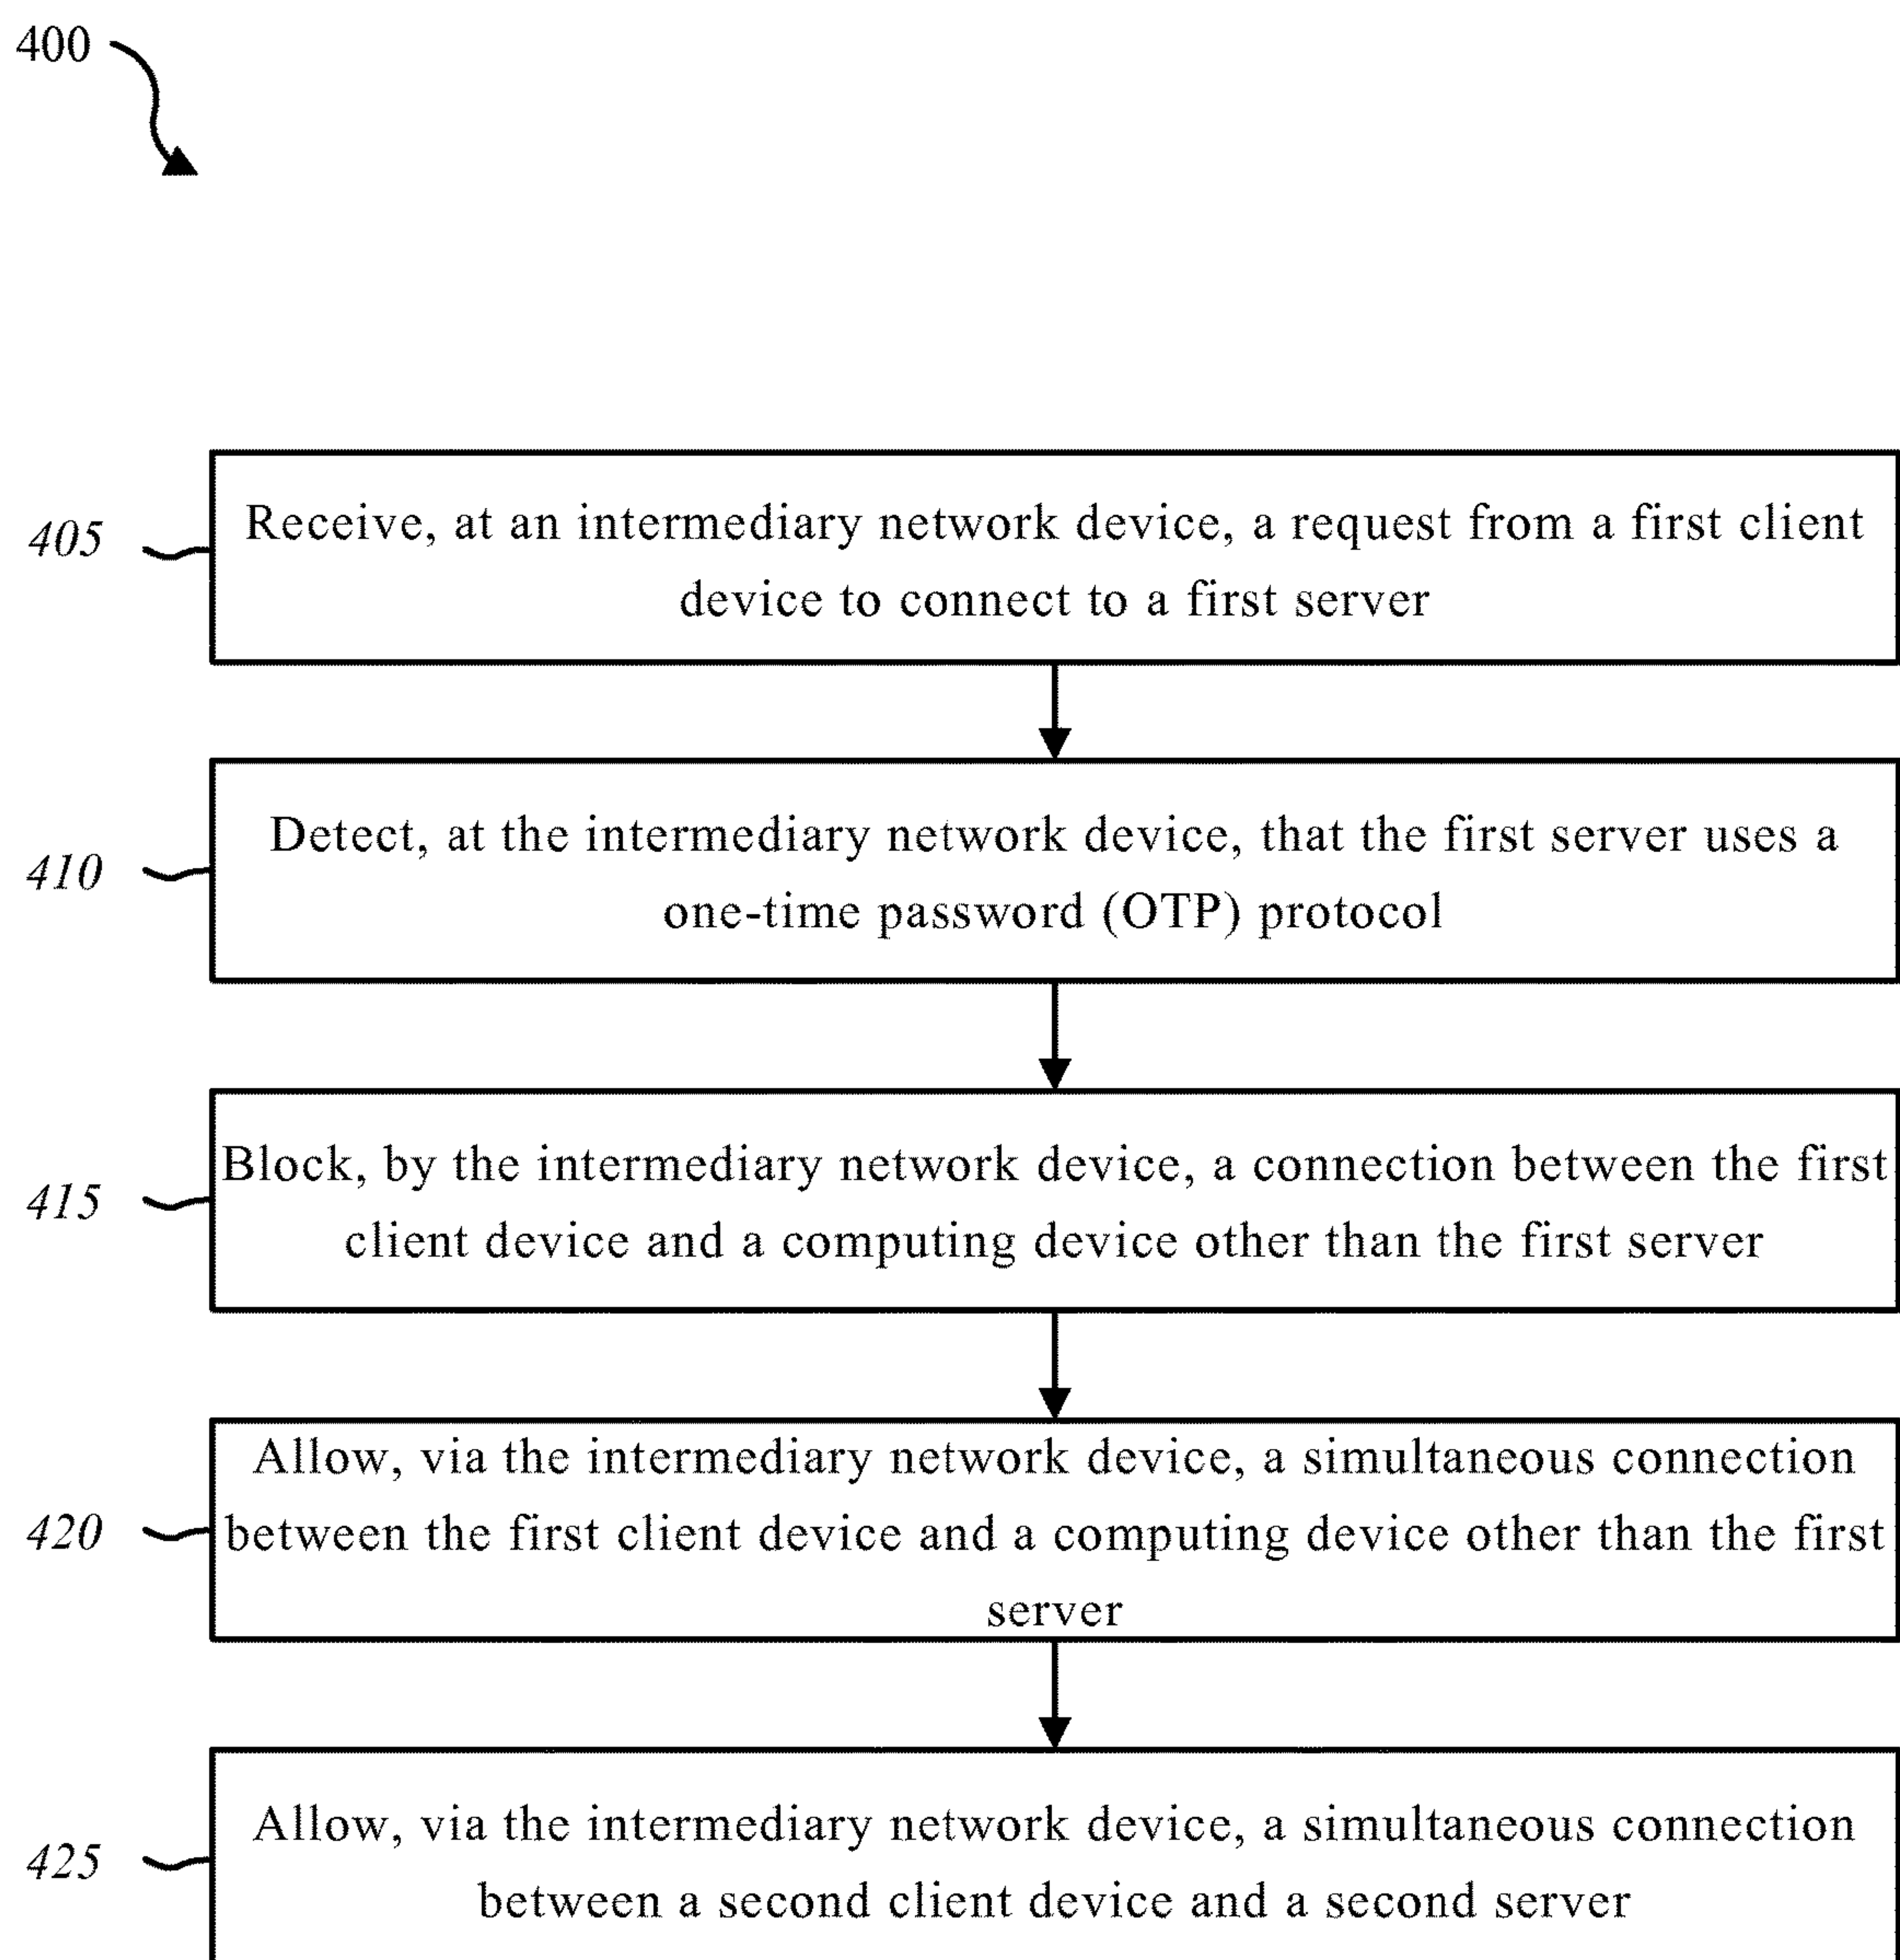 400
405
Receive, at an intermediary network device, a request from a first client
device to connect to a first server
410
Detect, at the intermediary network device, that the first server uses a
one-time password (OTP) protocol
415
Block, by the intermediary network device, a connection between the first
client device and a computing device other than the first server
420
Allow, via the intermediary network device, a simultaneous connection
between the first client device and a computing device other than the first
server
425
Allow, via the intermediary network device, a simultaneous connection
between a second client device and a second server